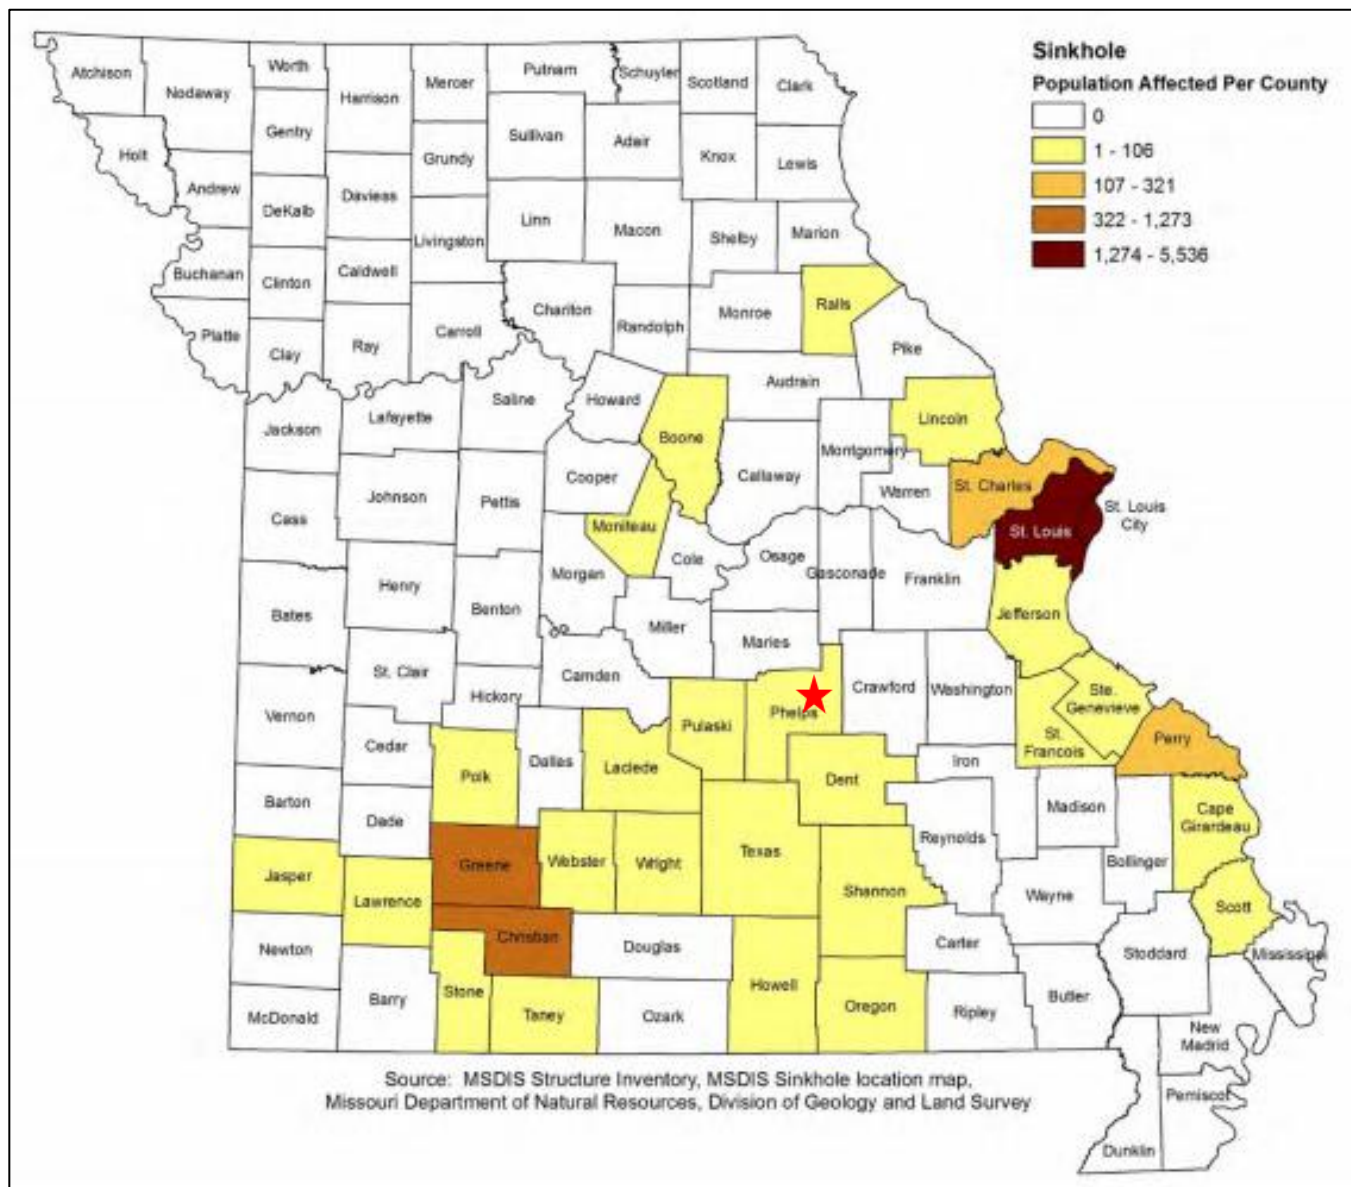 Sinkhole
Population Affected Per County
0
1 - 106
107 - 321
322 - 1,273
1,274 - 5,536
Atchison
Nodaway
Worth
Harrison
Mercer
Putnam
Schuyler
Scotland
Clark
Holt
Gentry
Sullivan
Adair
Knox
Lewis
Andrew
DeKalb
Daviess
Grundy
Linn
Macon
Shelby
Marion
Livingston
Buchanan
Clinton
Caldwell
Chariton
Randolph
Monroe
Ralls
Platte
Clay
Ray
Carroll
Pike
Audrain
Saline
Howard
Boone
Lincoln
Jackson
Lafayette
Callaway
Montgomery
Cooper
Warren
St. Charles
Johnson
Pettis
St. Louis
City
Cass
Moniteau
St. Louis
Cole
Osage
Gasconade
Franklin
Morgan
Henry
Benton
Bates
Miller
Maries
Jefferson
St. Clair
Hickory
Camden
Crawford
Washington
Ste.
Genevieve
Vernon
Pulaski
Phelps
St.
Francois
Perry
Cedar
Polk
Dallas
Laclede
Dent
Iron
Barton
Dade
Madison
Cape
Girardeau
Reynolds
Greene
Webster
Wright
Texas
Bollinger
Jasper
Lawrence
Shannon
Wayne
Scott
Newton
Christian
Douglas
Carter
Stoddard
Mississippi
McDonald
Barry
Stone
Taney
Ozark
Howell
Oregon
Ripley
Butler
New
Madrid
Pemiscot
Dunklin
Source: MSDIS Structure Inventory, MSDIS Sinkhole location map,
Missouri Department of Natural Resources, Division of Geology and Land Survey